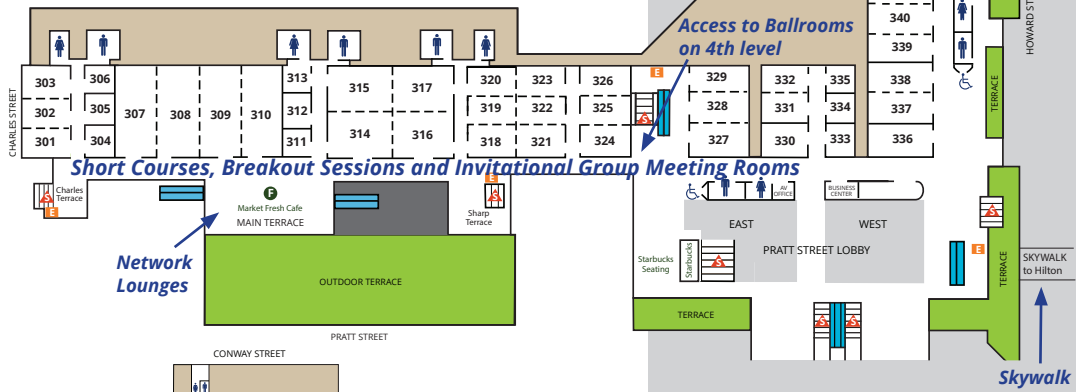 Access to Ballrooms
on 4th level
HOWARD ST
340
339
338
337
336
CHARLES STREET
303
302
301
306
305
304
307
308
309
310
313
312
311
315
317
314
316
320
319
318
323
322
321
326
325
324
E
S
329
328
327
332
331
330
335
334
333
TERRACE
Short Courses, Breakout Sessions and Invitational Group Meeting Rooms
S
Charles
Terrace
E
F
Market Fresh Cafe
MAIN TERRACE
E
S
Sharp
Terrace
AV
OFFICE
BUSINESS
CENTER
EAST
WEST
PRATT STREET LOBBY
S
Network
Lounges
OUTDOOR TERRACE
Starbucks
Seating
Starbucks
S
E
TERRACE
SKYWALK
to Hilton
TERRACE
S
S
PRATT STREET
CONWAY STREET
Skywalk